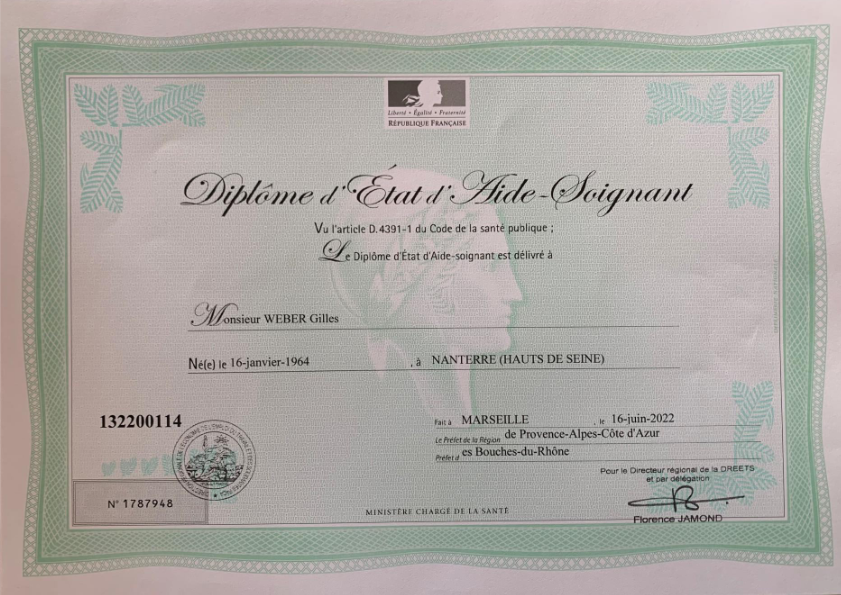 Liberté • Égalité • Fraternité
RÉPUBLIQUE FRANÇAISE
Diplôme d'État d'Aide-Soignant
Vu l'article D.4391-1 du Code de la santé publique ;
Le Diplôme d'État d'Aide-soignant est délivré à
Monsieur WEBER Gilles
Né(e) le 16-janvier-1964 , à NANTERRE (HAUTS DE SEINE)
132200114
Fait à MARSEILLE , le 16-juin-2022
Le Préfet de la Région de Provence-Alpes-Côte d'Azur
Préfet d es Bouches-du-Rhône
Pour le Directeur régional de la DREETS
et par délégation
N° 1787948
MINISTÈRE CHARGÉ DE LA SANTÉ
Florence JAMOND